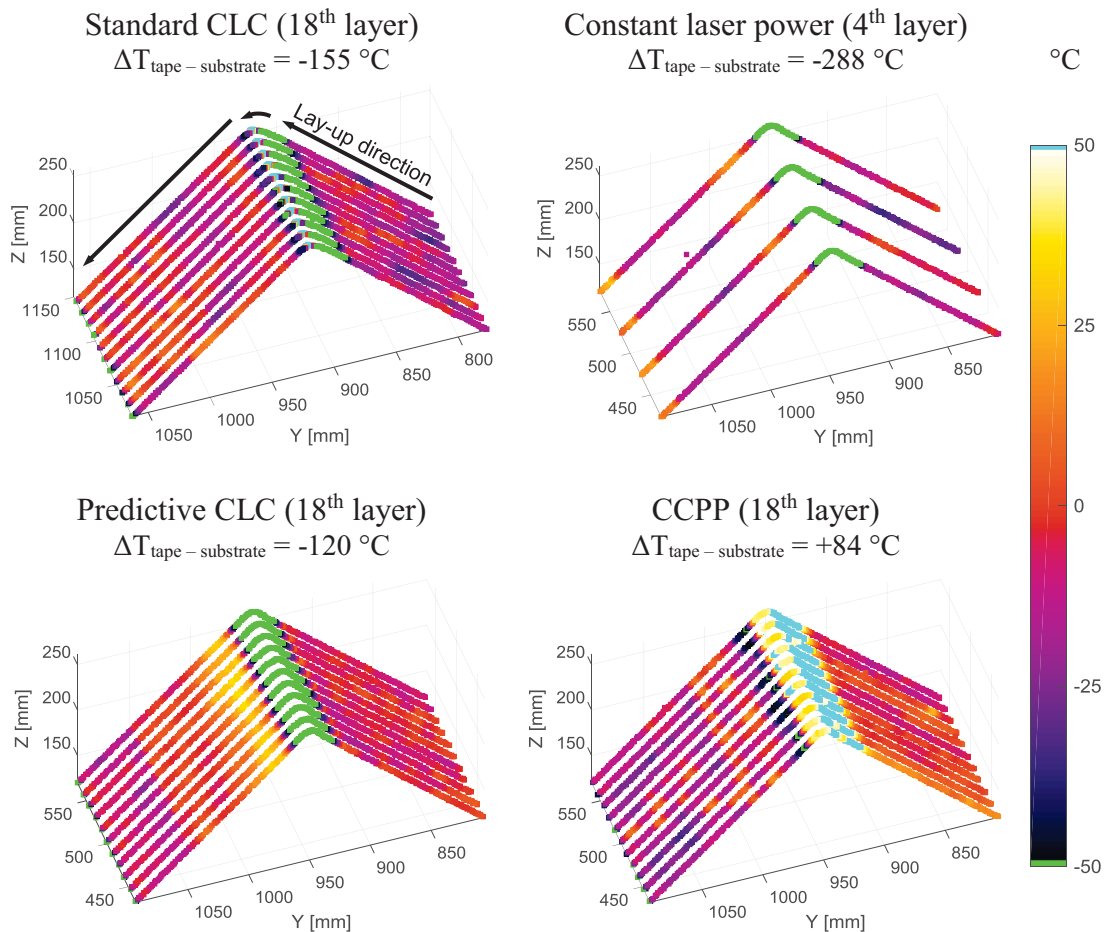 Standard CLC (18th layer)
ΔTtape – substrate = -155 °C
Constant laser power (4th layer)
ΔTtape – substrate = -288 °C
°C
Lay-up direction
250
200
150
Z [mm]
1150
1100
1050
1050
1000
950
900
850
800
Y [mm]
250
200
150
Z [mm]
550
500
450
1050
1000
950
900
850
Y [mm]
50
25
0
-25
-50
Predictive CLC (18th layer)
ΔTtape – substrate = -120 °C
CCPP (18th layer)
ΔTtape – substrate = +84 °C
250
200
150
Z [mm]
550
500
450
1050
1000
950
900
850
Y [mm]
250
200
150
Z [mm]
550
500
450
1050
1000
950
900
850
Y [mm]